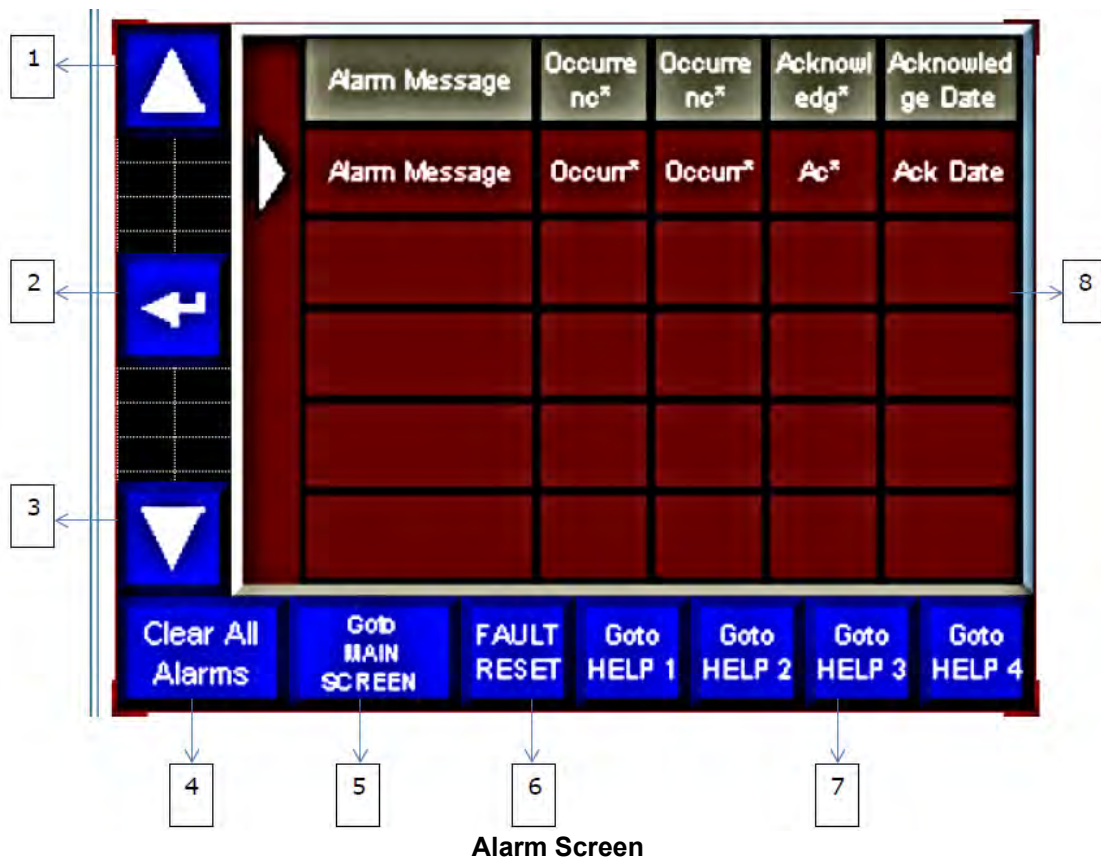 1
Alarm Message
Occurre
nc*
Occurre
nc*
Acknowl
edg*
Acknowled
ge Date
Alarm Message
Occurr*
Occurr*
Ac*
Ack Date
2
8
3
Clear All
Alarms
Goto
MAIN
SCREEN
FAULT
RESET
Goto
HELP 1
Goto
HELP 2
Goto
HELP 3
Goto
HELP 4
4
5
6
7
Alarm Screen